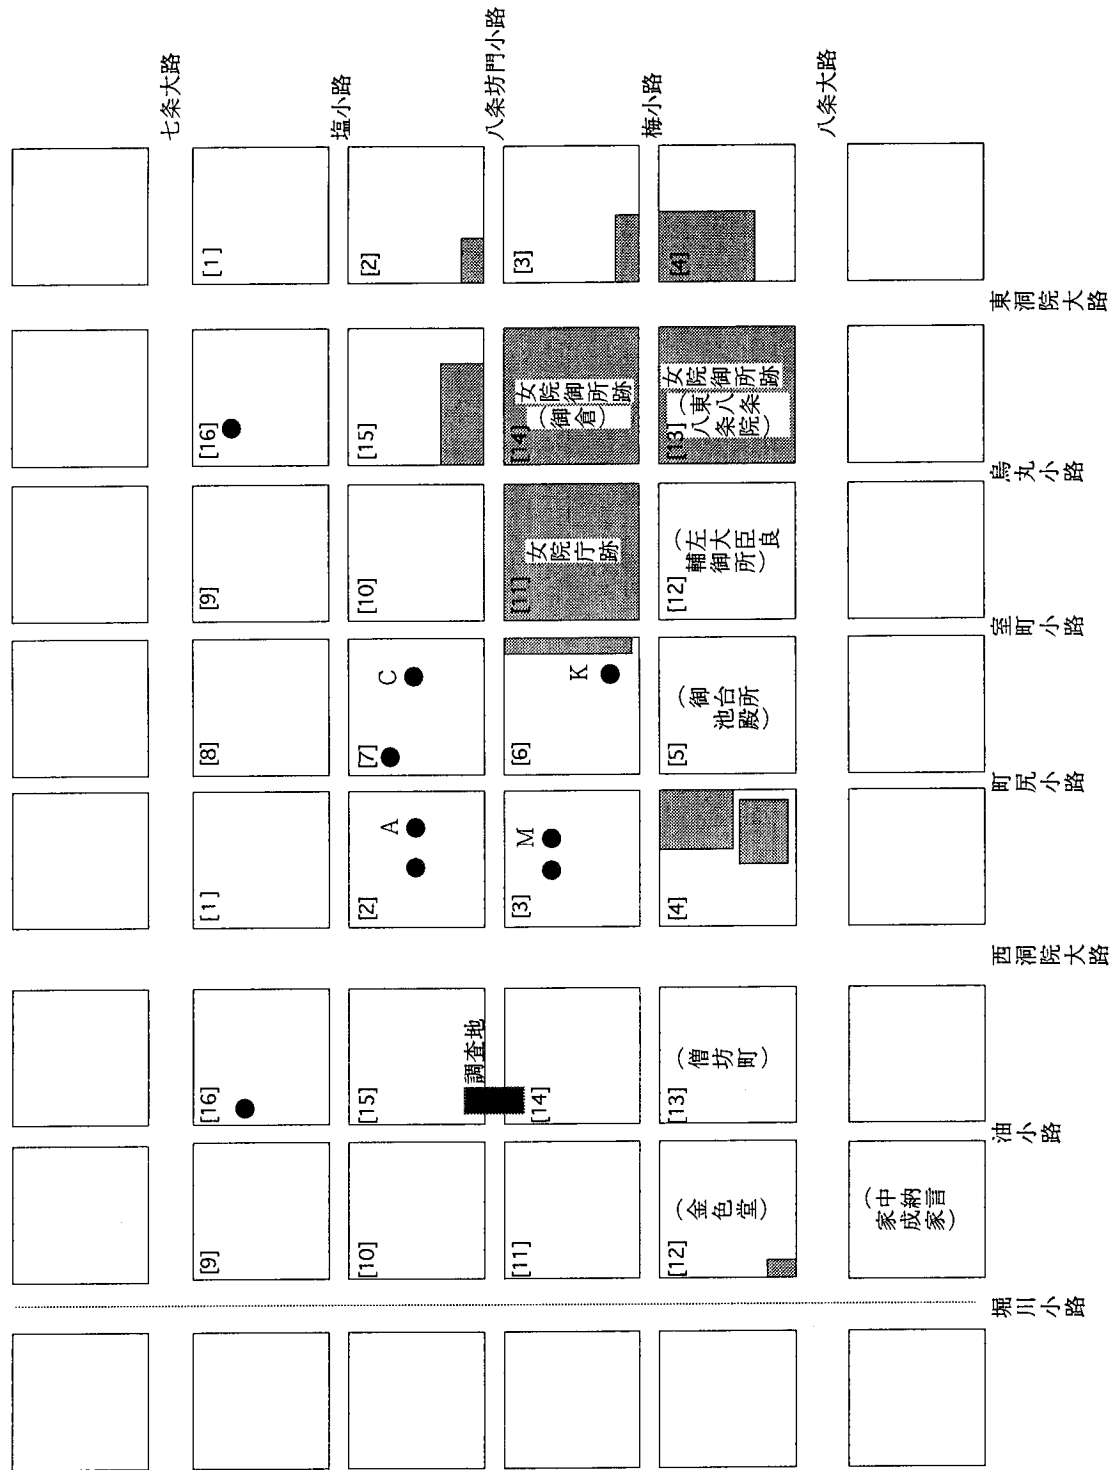 七条大路
塩小路
八条坊門小路
梅小路
八条大路
[1]
[2]
[3]
[4]
東洞院大路
[16]
[15]
[14]
女院御所跡
（御倉）
[13]
女院御所跡
烏丸小路
[9]
[10]
[11]
女院庁跡
[12]
（左大臣良
輔御所）
室町小路
[8]
[7]
C
[6]
K
[5]
（御台所
池殿）
町尻小路
[1]
[2]
A
[3]
M
[4]
西洞院大路
[16]
[15]
調査地
[14]
[13]
（僧坊町）
油小路
[9]
[10]
[11]
[12]
（金色堂）
（中納言
家成家）
堀川小路